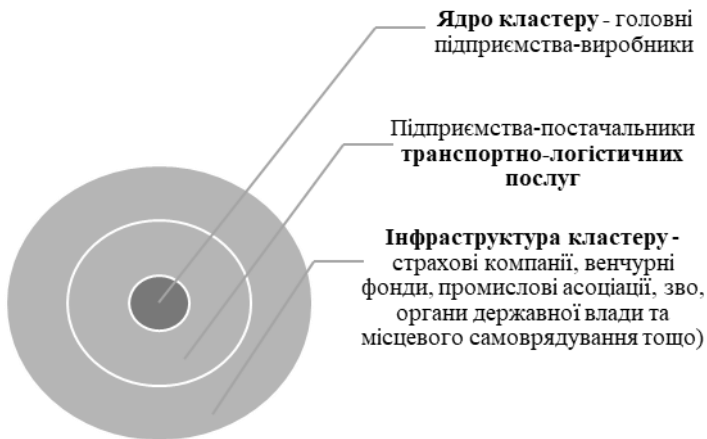 Ядро кластеру - головні
підприємства-виробники
Підприємства-постачальники
транспортно-логістичних
послуг
Інфраструктура кластеру -
страхові компанії, венчурні
фонди, промислові асоціації, зво,
органи державної влади та
місцевого самоврядування тощо)